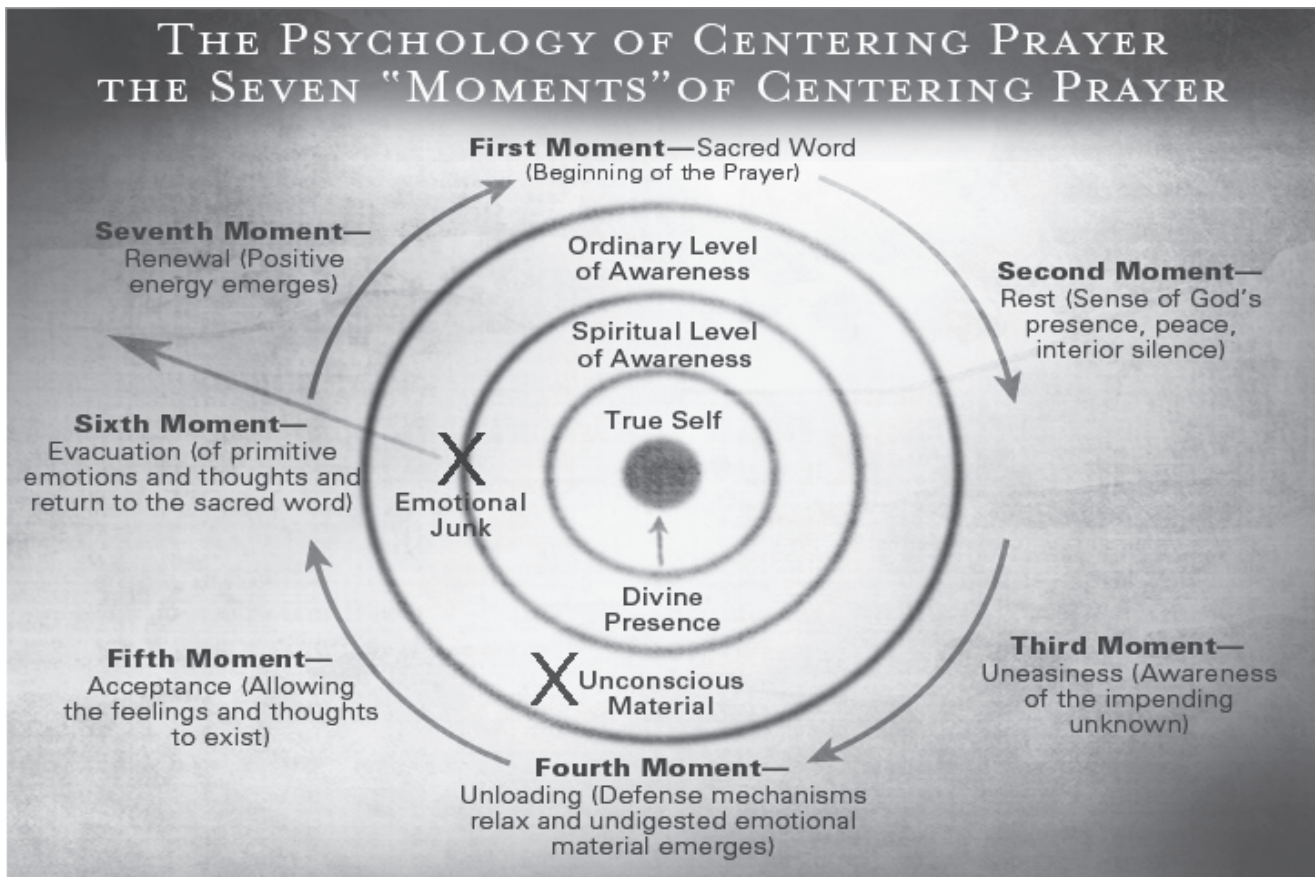 THE PSYCHOLOGY OF CENTERING PRAYER
THE SEVEN "MOMENTS"OF CENTERING PRAYER
First Moment—Sacred Word
(Beginning of the Prayer)
Second Moment—
Rest (Sense of God's
presence, peace,
interior silence)
Third Moment—
Uneasiness (Awareness
of the impending
unknown)
Fourth Moment—
Unloading (Defense mechanisms
relax and undigested emotional
material emerges)
Fifth Moment—
Acceptance (Allowing
the feelings and thoughts
to exist)
Sixth Moment—
Evacuation (of primitive
emotions and thoughts and
return to the sacred word)
Seventh Moment—
Renewal (Positive
energy emerges)
Ordinary Level
of Awareness
Spiritual Level
of Awareness
True Self
X
Emotional
Junk
Divine
Presence
X
Unconscious
Material